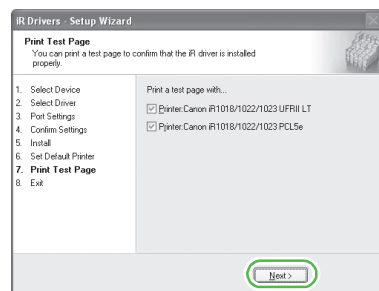 iR Drivers - Setup Wizard
Print Test Page
You can print a test page to confirm that the iR driver is installed
properly.
1. Select Device
2. Select Driver
3. Port Settings
4. Confirm Settings
5. Install
6. Set Default Printer
7. Print Test Page
8. Exit
Print a test page with...
Printer:Canon iR1018/1022/1023 UFRII LT
Printer:Canon iR1018/1022/1023 PCL5e
Next >